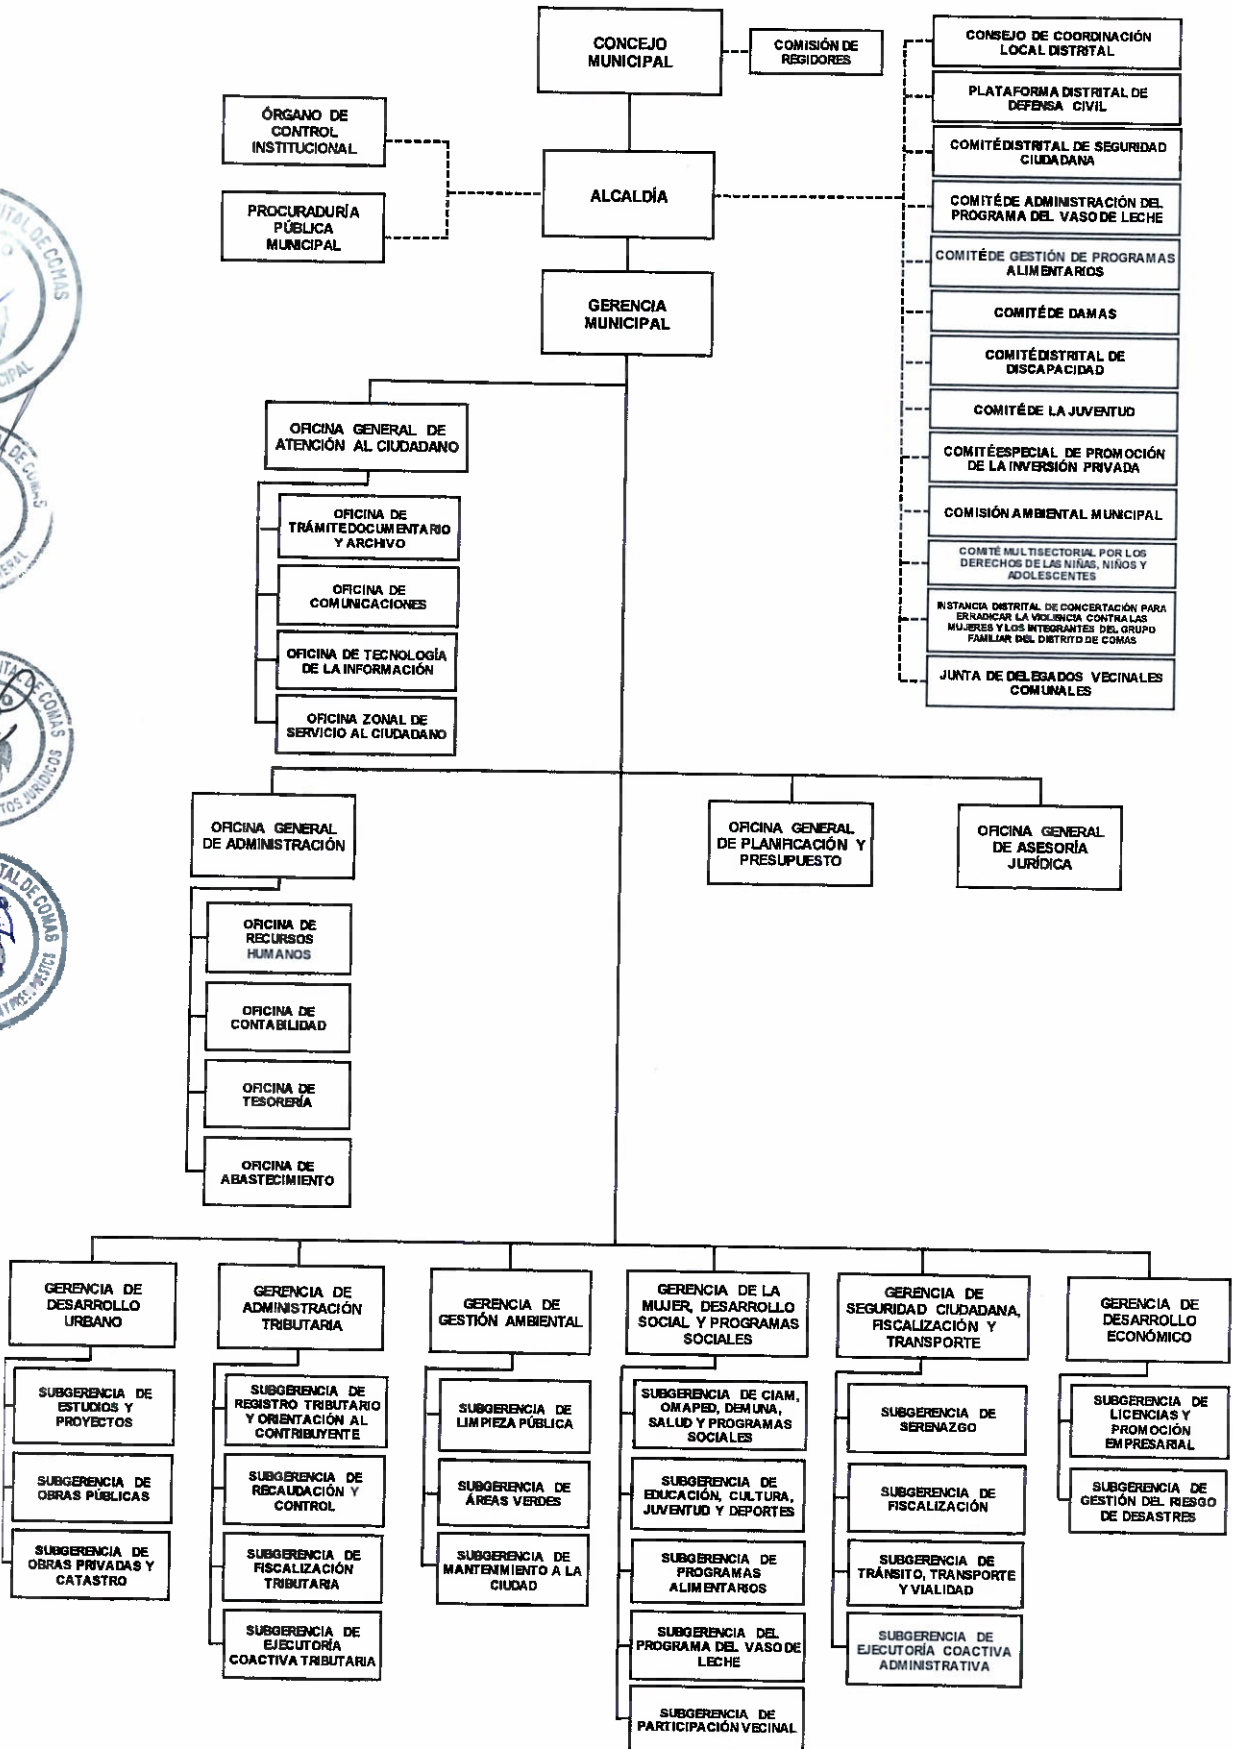 CONCEJO
MUNICIPAL
COMISIÓN DE
REGIDORES
CONSEJO DE COORDINACIÓN
LOCAL DISTRITAL
PLATAFORMA DISTRITAL DE
DEFENSA CIVIL
COMITÉ DISTRITAL DE SEGURIDAD
CIUDADANA
COMITÉ DE ADMINISTRACIÓN DEL
PROGRAMA DEL VASO DE LECHE
COMITÉ DE GESTIÓN DE PROGRAMAS
ALIMENTARIOS
COMITÉ DE DAMAS
COMITÉ DISTRITAL DE
DISCAPACIDAD
COMITÉ DE LA JUVENTUD
COMITÉ ESPECIAL DE PROMOCIÓN
DE LA INVERSIÓN PRIVADA
COMISIÓN AMBIENTAL MUNICIPAL
COMITÉ MULTISECTORIAL POR LOS
DERECHOS DE LAS NIÑAS, NIÑOS Y
ADOLESCENTES
INSTANCIA DISTRITAL DE CONCERTACIÓN PARA
ERRADICAR LA VIOLENCIA CONTRA LAS
MUJERES Y LOS INTEGRANTES DEL GRUPO
FAMILIAR DEL DISTRITO DE COMAS
JUNTA DE DELEGADOS VECINALES
COMUNALES
ÓRGANO DE
CONTROL
INSTITUCIONAL
PROCURADURÍA
PÚBLICA
MUNICIPAL
ALCALDÍA
GERENCIA
MUNICIPAL
OFICINA GENERAL DE
ATENCIÓN AL CIUDADANO
OFICINA DE
TRÁMITE DOCUMENTARIO
Y ARCHIVO
OFICINA DE
COMUNICACIONES
OFICINA DE TECNOLOGÍA
DE LA INFORMACIÓN
OFICINA ZONAL DE
SERVICIO AL CIUDADANO
OFICINA GENERAL
DE ADMINISTRACIÓN
OFICINA GENERAL
DE PLANIFICACIÓN Y
PRESUPUESTO
OFICINA GENERAL
DE ASESORÍA
JURÍDICA
OFICINA DE
RECURSOS
HUMANOS
OFICINA DE
CONTABILIDAD
OFICINA DE
TESORERÍA
OFICINA DE
ABASTECIMIENTO
GERENCIA DE
DESARROLLO
URBANO
SUBGERENCIA DE
ESTUDIOS Y
PROYECTOS
SUBGERENCIA DE
OBRAS PÚBLICAS
SUBGERENCIA DE
OBRAS PRIVADAS Y
CATASTRO
GERENCIA DE
ADMINISTRACIÓN
TRIBUTARIA
SUBGERENCIA DE
REGISTRO TRIBUTARIO
Y ORIENTACIÓN AL
CONTRIBUYENTE
SUBGERENCIA DE
RECAUDACIÓN Y
CONTROL
SUBGERENCIA DE
FISCALIZACIÓN
TRIBUTARIA
SUBGERENCIA DE
EJECUTORÍA
COACTIVA TRIBUTARIA
GERENCIA DE
GESTIÓN AMBIENTAL
SUBGERENCIA DE
LIMPIEZA PÚBLICA
SUBGERENCIA DE
ÁREAS VERDES
SUBGERENCIA DE
MANTENIMIENTO A LA
CIUDAD
GERENCIA DE LA
MUJER, DESARROLLO
SOCIAL Y PROGRAMAS
SOCIALES
SUBGERENCIA DE CIAM,
OMAPED, DEMUNA,
SALUD Y PROGRAMAS
SOCIALES
SUBGERENCIA DE
EDUCACIÓN, CULTURA,
JUVENTUD Y DEPORTES
SUBGERENCIA DE
PROGRAMAS
ALIMENTARIOS
SUBGERENCIA DEL
PROGRAMA DEL VASO DE
LECHE
SUBGERENCIA DE
PARTICIPACIÓN VECINAL
GERENCIA DE
SEGURIDAD CIUDADANA,
FISCALIZACIÓN Y
TRANSPORTE
SUBGERENCIA DE
SERENAZGO
SUBGERENCIA DE
FISCALIZACIÓN
SUBGERENCIA DE
TRÁNSITO, TRANSPORTE
Y VIALIDAD
SUBGERENCIA DE
EJECUTORÍA COACTIVA
ADMINISTRATIVA
GERENCIA DE
DESARROLLO
ECONÓMICO
SUBGERENCIA DE
LICENCIAS Y
PROMOCIÓN
EMPRESARIAL
SUBGERENCIA DE
GESTIÓN DEL RIESGO
DE DESASTRES
DE COMAS
DE COMAS
DE COMAS
JURÍDICOS
DE COMAS